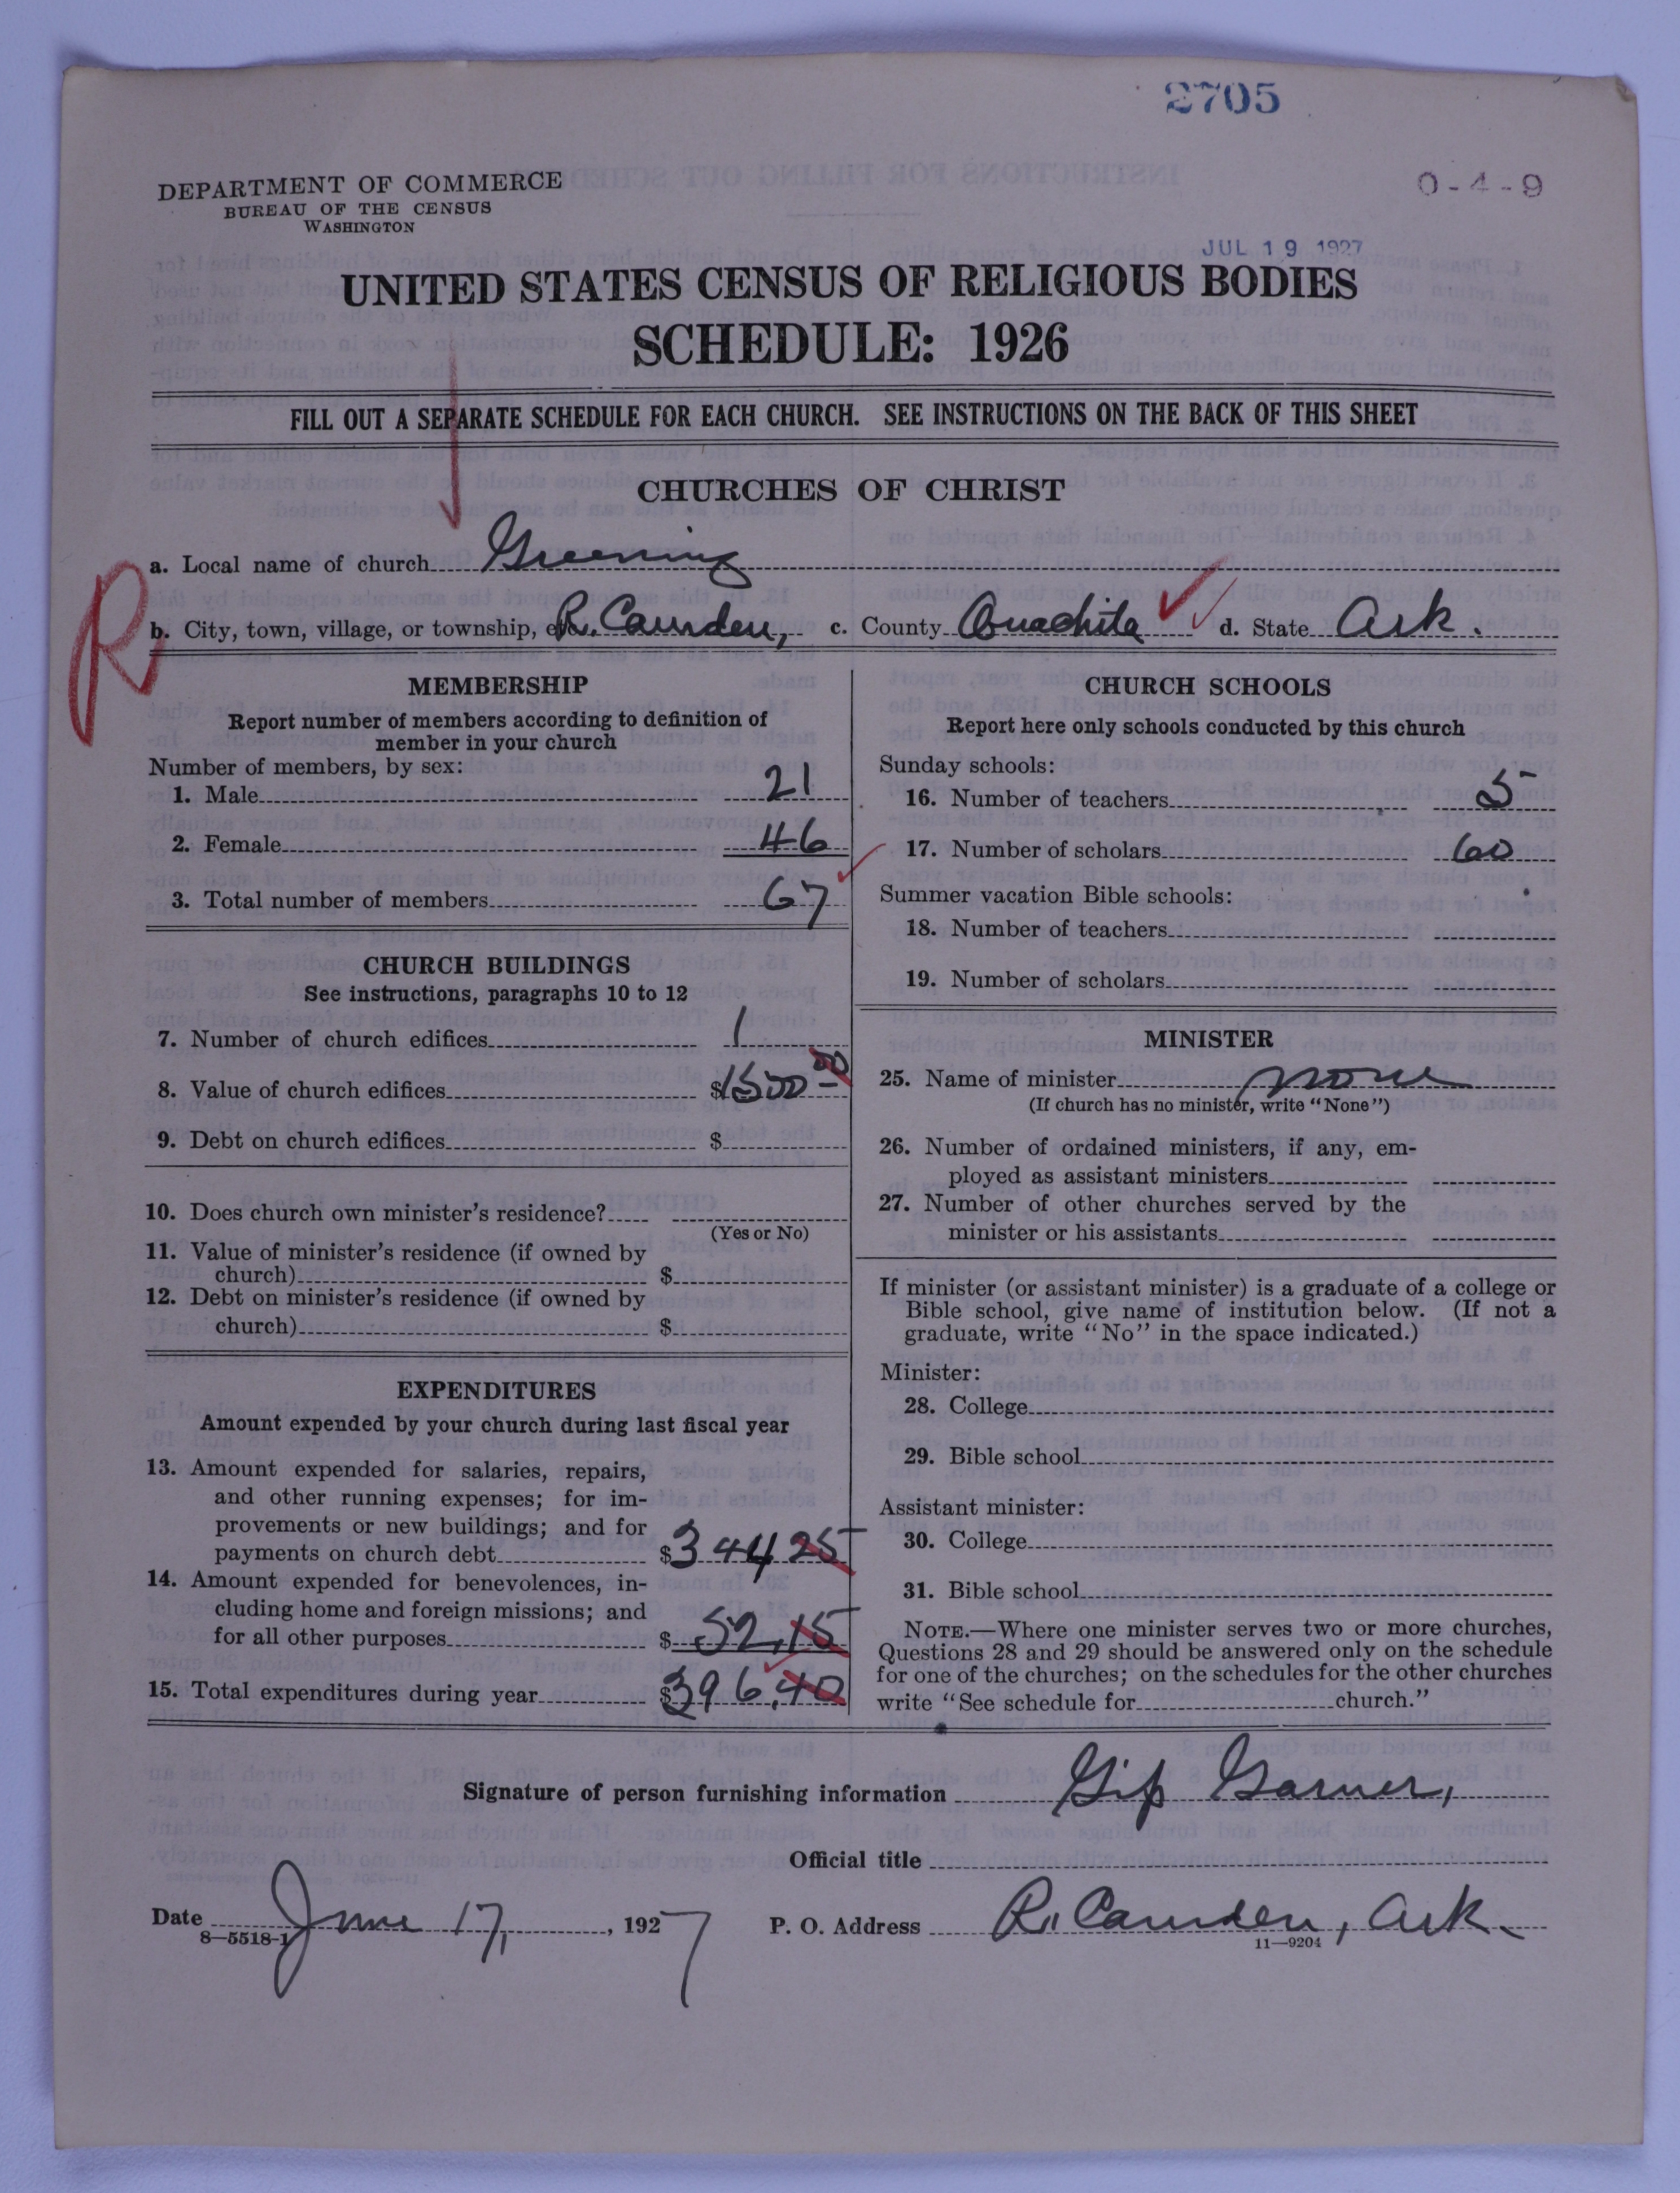 2705
DEPARTMENT OF COMMERCE
BUREAU OF THE CENSUS
WASHINGTON
0-4-9
JUL 19 1927
UNITED STATES CENSUS OF RELIGIOUS BODIES
SCHEDULE: 1926
FILL OUT A SEPARATE SCHEDULE FOR EACH CHURCH. SEE INSTRUCTIONS ON THE BACK OF THIS SHEET
CHURCHES OF CHRIST
a. Local name of church Greening
b. City, town, village, or township, etc. R. Camden, c. County Ouachita d. State Ark.
R
MEMBERSHIP
Report number of members according to definition of
member in your church
Number of members, by sex:
1. Male 21
2. Female 46
3. Total number of members 67
CHURCH BUILDINGS
See instructions, paragraphs 10 to 12
7. Number of church edifices 1
8. Value of church edifices $1500 00
9. Debt on church edifices $
10. Does church own minister's residence?
(Yes or No)
11. Value of minister's residence (if owned by
church) $
12. Debt on minister's residence (if owned by
church) $
EXPENDITURES
Amount expended by your church during last fiscal year
13. Amount expended for salaries, repairs,
and other running expenses; for im-
provements or new buildings; and for
payments on church debt $344 25
14. Amount expended for benevolences, in-
cluding home and foreign missions; and
for all other purposes $ 52.15
15. Total expenditures during year $396.40
CHURCH SCHOOLS
Report here only schools conducted by this church
Sunday schools:
16. Number of teachers 5
17. Number of scholars 60
Summer vacation Bible schools:
18. Number of teachers
19. Number of scholars
MINISTER
25. Name of minister none
(If church has no minister, write "None")
26. Number of ordained ministers, if any, em-
ployed as assistant ministers
27. Number of other churches served by the
minister or his assistants
If minister (or assistant minister) is a graduate of a college or
Bible school, give name of institution below. (If not a
graduate, write "No" in the space indicated.)
Minister:
28. College
29. Bible school
Assistant minister:
30. College
31. Bible school
NOTE.—Where one minister serves two or more churches,
Questions 28 and 29 should be answered only on the schedule
for one of the churches; on the schedules for the other churches
write "See schedule for church."
Signature of person furnishing information Gip Garner,
Official title
Date June 17, , 1927 P. O. Address R. Camden, Ark.
8—5518-1 11—9204